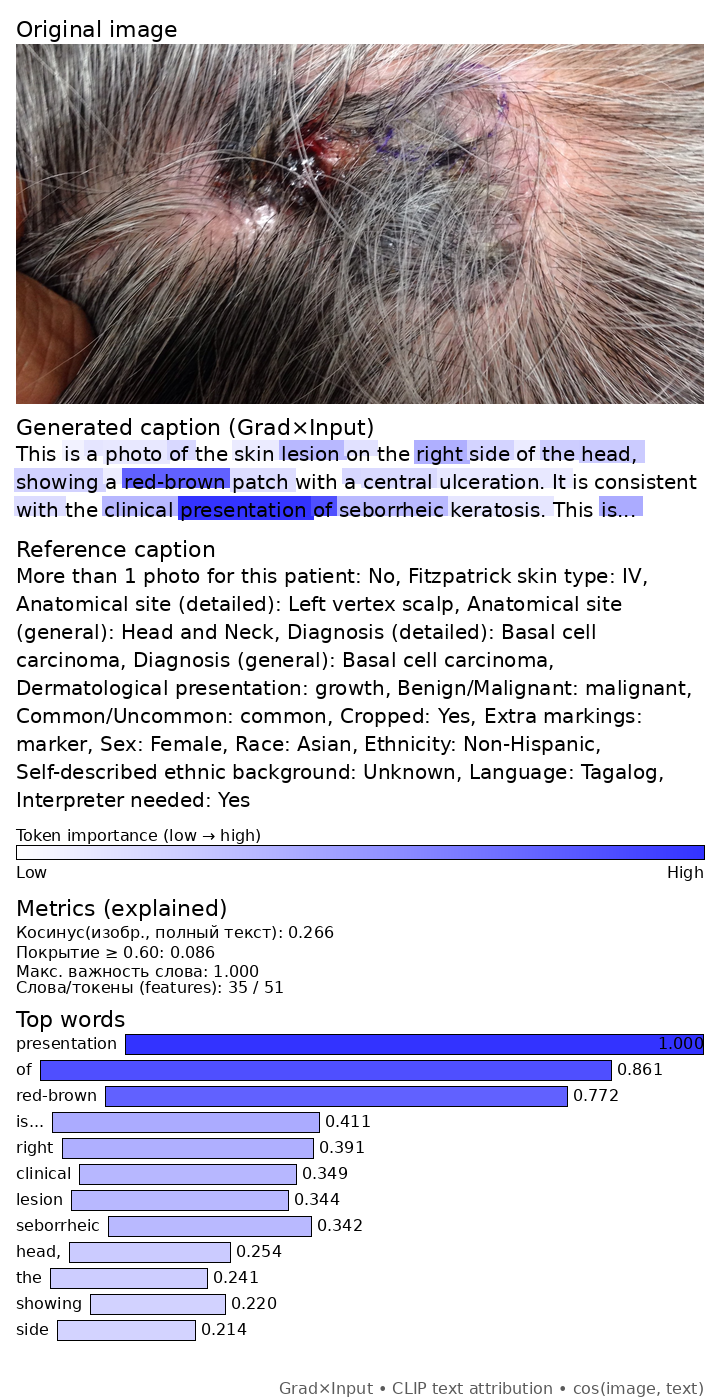 Original image
Generated caption (Grad×Input)
This is a photo of the skin lesion on the right side of the head,
showing a red-brown patch with a central ulceration. It is consistent
with the clinical presentation of seborrheic keratosis. This is...
Reference caption
More than 1 photo for this patient: No, Fitzpatrick skin type: IV,
Anatomical site (detailed): Left vertex scalp, Anatomical site
(general): Head and Neck, Diagnosis (detailed): Basal cell
carcinoma, Diagnosis (general): Basal cell carcinoma,
Dermatological presentation: growth, Benign/Malignant: malignant,
Common/Uncommon: common, Cropped: Yes, Extra markings:
marker, Sex: Female, Race: Asian, Ethnicity: Non-Hispanic,
Self-described ethnic background: Unknown, Language: Tagalog,
Interpreter needed: Yes
Token importance (low → high)
Low High
Metrics (explained)
Косинус(изобр., полный текст): 0.266
Покрытие ≥ 0.60: 0.086
Макс. важность слова: 1.000
Слова/токены (features): 35 / 51
Top words
presentation 1.000
of 0.861
red-brown 0.772
is... 0.411
right 0.391
clinical 0.349
lesion 0.344
seborrheic 0.342
head, 0.254
the 0.241
showing 0.220
side 0.214
Grad×Input • CLIP text attribution • cos(image, text)